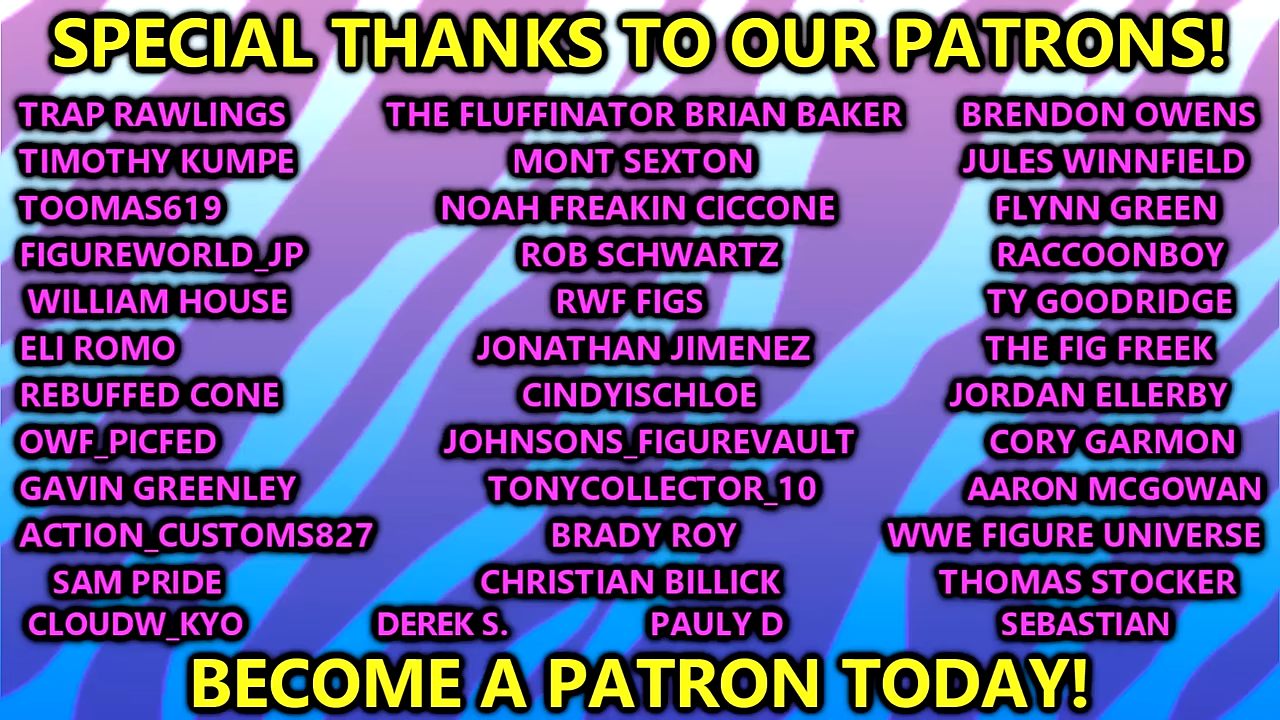 SPECIAL THANKS TO OUR PATRONS!
TRAP RAWLINGS THE FLUFFINATOR BRIAN BAKER BRENDON OWENS
TIMOTHY KUMPE MONT SEXTON JULES WINNFIELD
TOOMAS619 NOAH FREAKIN CICCONE FLYNN GREEN
FIGUREWORLD_JP ROB SCHWARTZ RACCOONBOY
WILLIAM HOUSE RWF FIGS TY GOODRIDGE
ELI ROMO JONATHAN JIMENEZ THE FIG FREEK
REBUFFED CONE CINDYISCHLOE JORDAN ELLERBY
OWF_PICFED JOHNSONS_FIGUREVAULT CORY GARMON
GAVIN GREENLEY TONYCOLLECTOR_10 AARON MCGOWAN
ACTION_CUSTOMS827 BRADY ROY WWE FIGURE UNIVERSE
SAM PRIDE CHRISTIAN BILLICK THOMAS STOCKER
CLOUDW_KYO DEREK S. PAULY D SEBASTIAN
BECOME A PATRON TODAY!